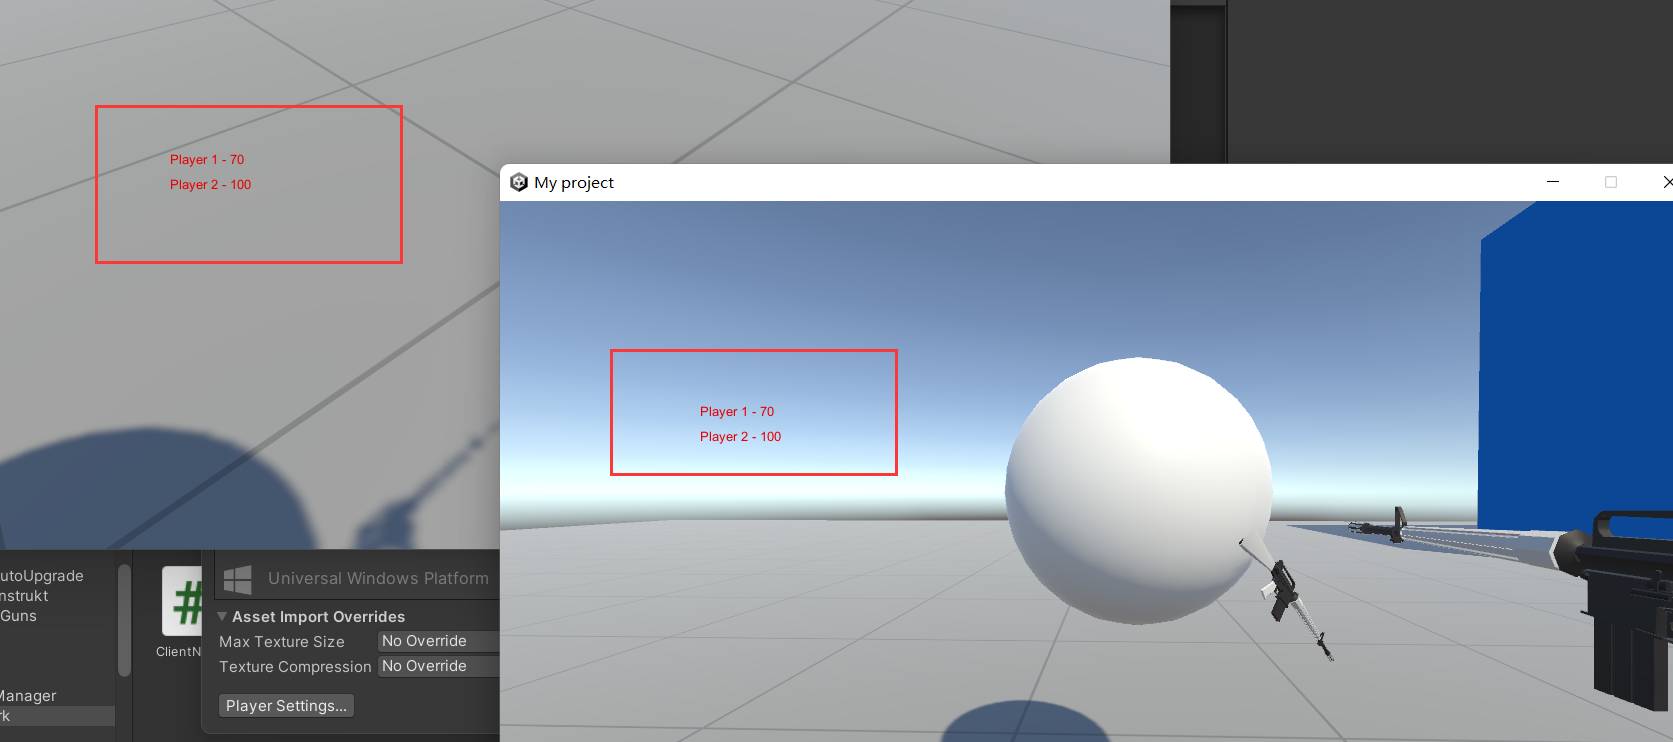 Player 1 - 70
Player 2 - 100
My project
Player 1 - 70
Player 2 - 100
utoUpgrade
nstrukt
Guns
Manager
rk
#
ClientN
Universal Windows Platform
Asset Import Overrides
Max Texture Size No Override
Texture Compression No Override
Player Settings...